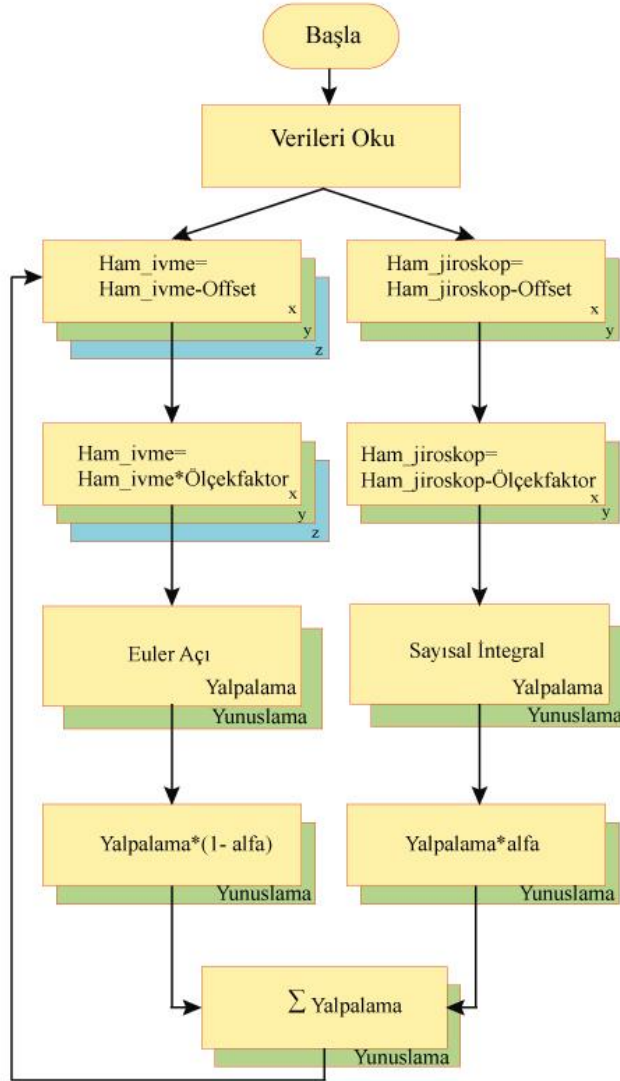 Başla
Verileri Oku
Ham_ivme=
Ham_ivme-Offset
x
y
z
Ham_jiroskop=
Ham_jiroskop-Offset
x
y
Ham_ivme=
Ham_ivme*Ölçekfaktor
x
y
z
Ham_jiroskop=
Ham_jiroskop-Ölçekfaktor
x
y
Euler Açı
Yalpalama
Yunuslama
Sayısal İntegral
Yalpalama
Yunuslama
Yalpalama*(1- alfa)
Yunuslama
Yalpalama*alfa
Yunuslama
∑ Yalpalama
Yunuslama